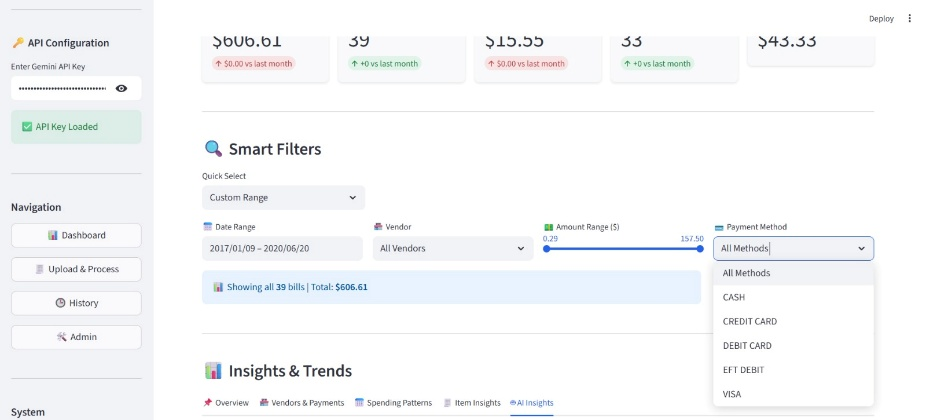 Deploy
API Configuration
Enter Gemini API Key
API Key Loaded
Navigation
Dashboard
Upload & Process
History
Admin
System
$606.61 39 $15.55 33 $43.33
↑ $0.00 vs last month ↑ +0 vs last month ↑ $0.00 vs last month ↑ +0 vs last month
Smart Filters
Quick Select
Custom Range
Date Range Vendor Amount Range ($) Payment Method
0.29 157.50
2017/01/09 – 2020/06/20 All Vendors All Methods
All Methods
CASH
CREDIT CARD
DEBIT CARD
EFT DEBIT
VISA
Showing all 39 bills | Total: $606.61
Insights & Trends
Overview Vendors & Payments Spending Patterns Item Insights AI Insights